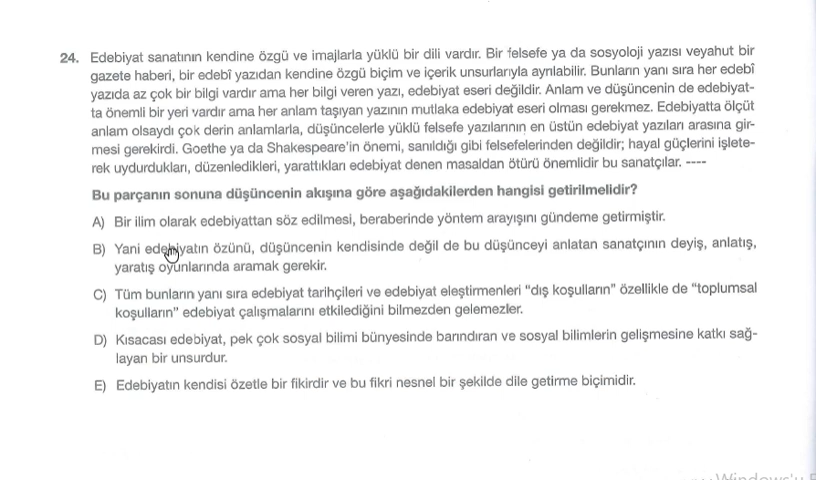 24. Edebiyat sanatının kendine özgü ve imajlarla yüklü bir dili vardır. Bir felsefe ya da sosyoloji yazısı veyahut bir
gazete haberi, bir edebî yazıdan kendine özgü biçim ve içerik unsurlarıyla ayrılabilir. Bunların yanı sıra her edebî
yazıda az çok bir bilgi vardır ama her bilgi veren yazı, edebiyat eseri değildir. Anlam ve düşüncenin de edebiyat-
ta önemli bir yeri vardır ama her anlam taşıyan yazının mutlaka edebiyat eseri olması gerekmez. Edebiyatta ölçüt
anlam olsaydı çok derin anlamlarla, düşüncelerle yüklü felsefe yazılarının en üstün edebiyat yazıları arasına gir-
mesi gerekirdi. Goethe ya da Shakespeare'in önemi, sanıldığı gibi felsefelerinden değildir; hayal güçlerini işlete-
rek uydurdukları, düzenledikleri, yarattıkları edebiyat denen masaldan ötürü önemlidir bu sanatçılar. ----
Bu parçanın sonuna düşüncenin akışına göre aşağıdakilerden hangisi getirilmelidir?
A) Bir ilim olarak edebiyattan söz edilmesi, beraberinde yöntem arayışını gündeme getirmiştir.
B) Yani edebiyatın özünü, düşüncenin kendisinde değil de bu düşünceyi anlatan sanatçının deyiş, anlatış,
yaratış oyunlarında aramak gerekir.
C) Tüm bunların yanı sıra edebiyat tarihçileri ve edebiyat eleştirmenleri "dış koşulların" özellikle de "toplumsal
koşulların" edebiyat çalışmalarını etkilediğini bilmezden gelemezler.
D) Kısacası edebiyat, pek çok sosyal bilimi bünyesinde barındıran ve sosyal bilimlerin gelişmesine katkı sağ-
layan bir unsurdur.
E) Edebiyatın kendisi özetle bir fikirdir ve bu fikri nesnel bir şekilde dile getirme biçimidir.